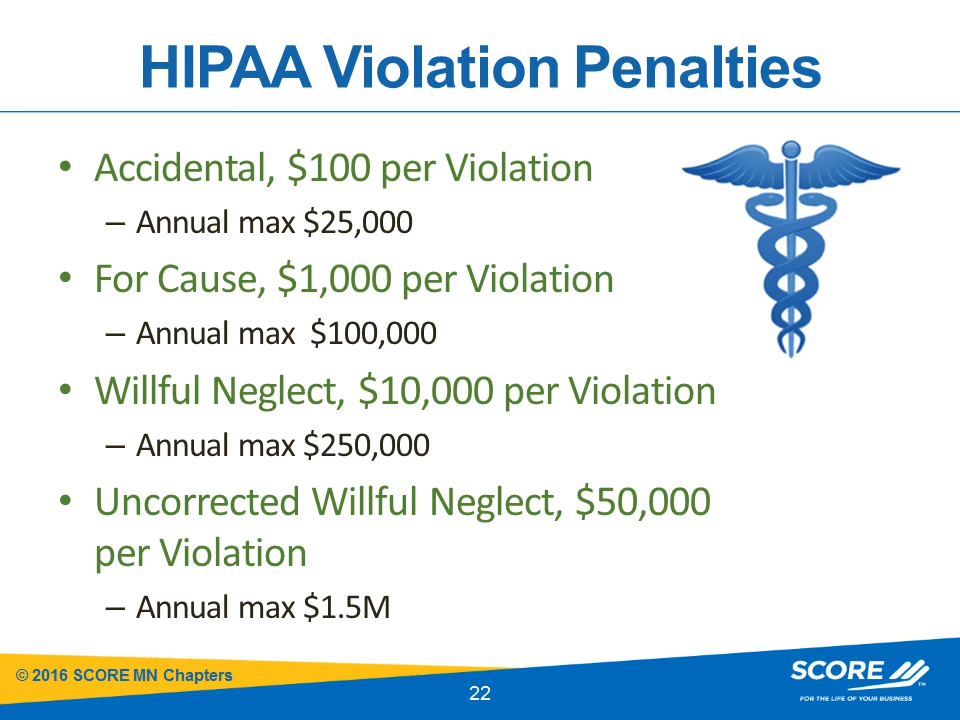 HIPAA Violation Penalties
• Accidental, $100 per Violation
– Annual max $25,000
• For Cause, $1,000 per Violation
– Annual max $100,000
• Willful Neglect, $10,000 per Violation
– Annual max $250,000
• Uncorrected Willful Neglect, $50,000
per Violation
– Annual max $1.5M
© 2016 SCORE MN Chapters
22
SCORE ™
FOR THE LIFE OF YOUR BUSINESS